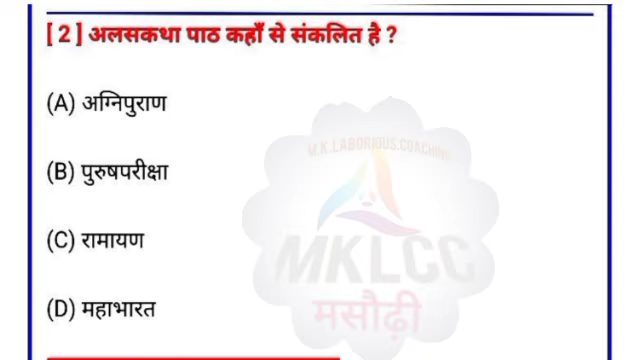 [ 2 ] अलसकथा पाठ कहाँ से संकलित है ?
(A) अग्निपुराण
M.K.LABORIOUS.COACHING
(B) पुरुषपरीक्षा
(C) रामायण
MKLCC
(D) महाभारत
मसौढ़ी